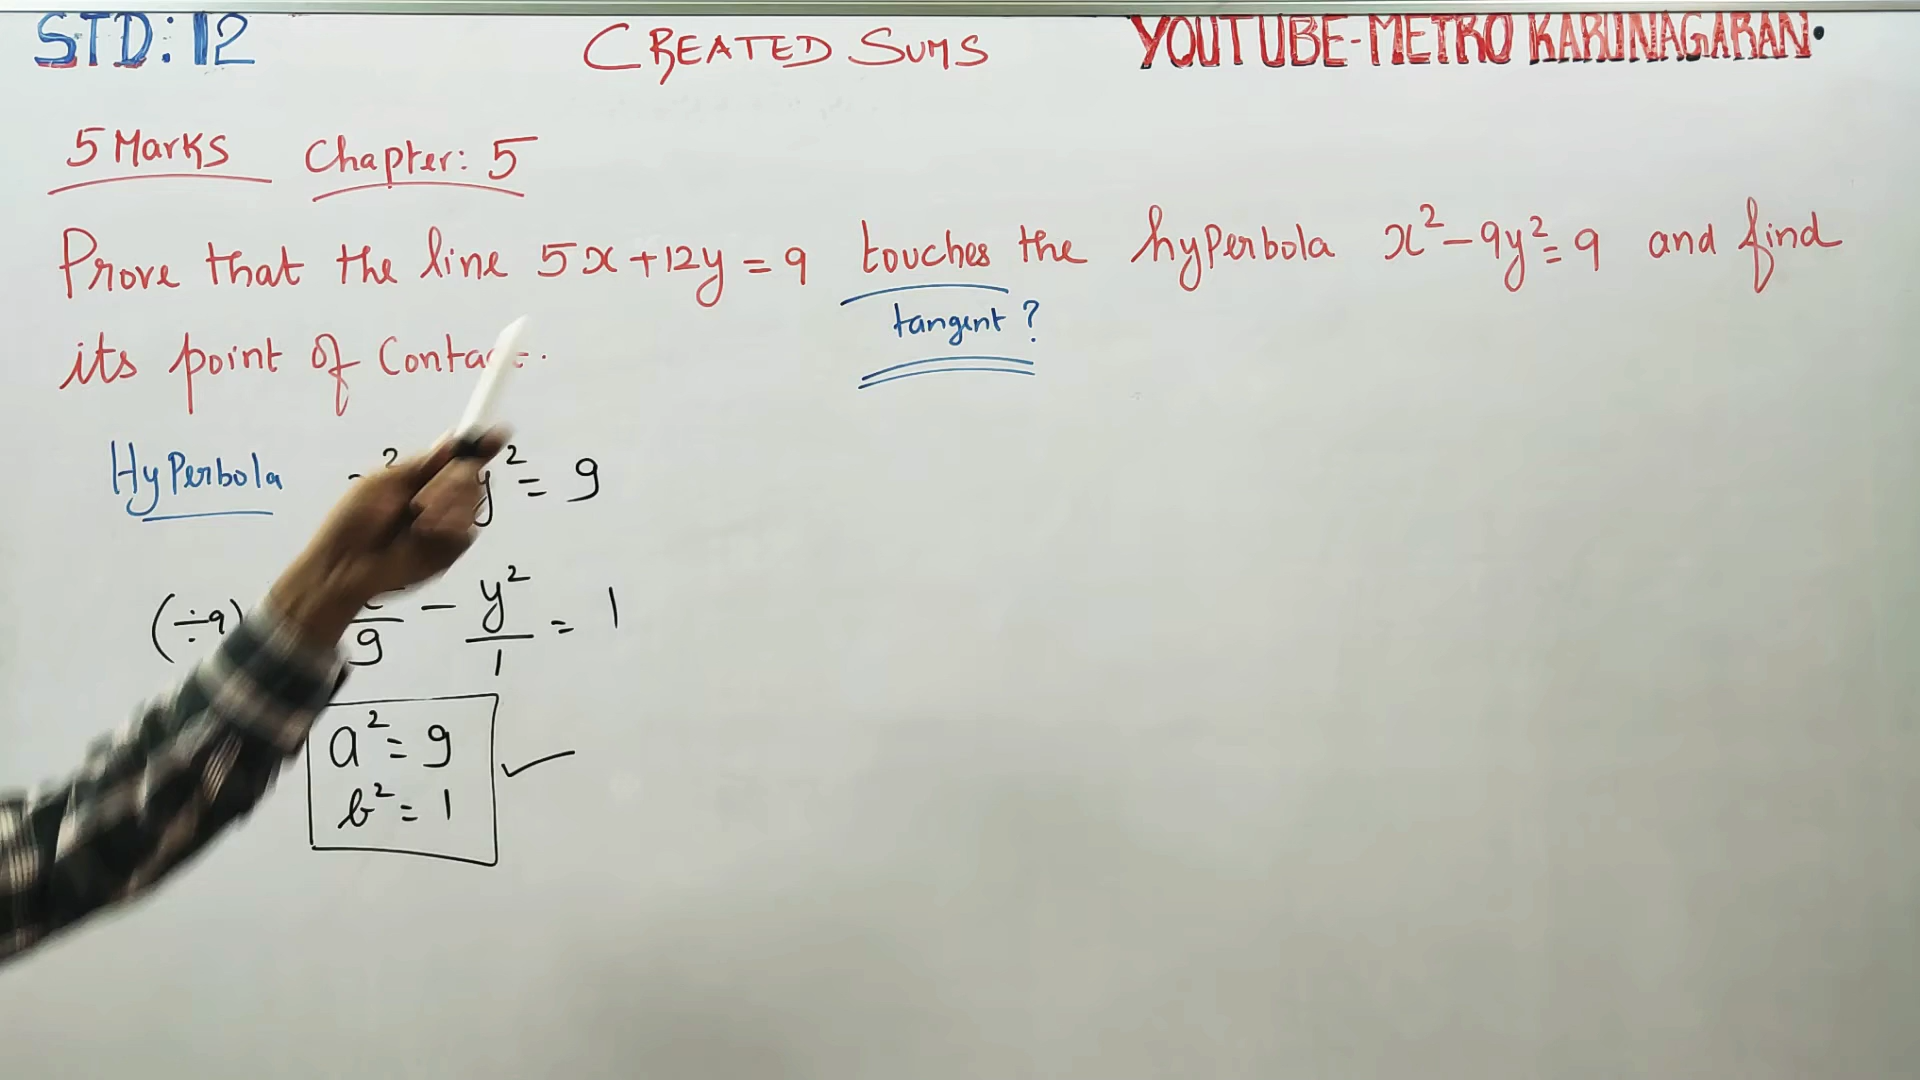 STD: 12
CREATED SUMS
YOUTUBE-METRO KARUNAGARAN.
5 Marks Chapter: 5
Prove that the line 5x+12y=9 touches the hyperbola x²-9y²=9 and find
tangent?
its point of
Hyperbola y² = 9
(÷9) 9 - y²/1 = 1
a² = 9
b² = 1